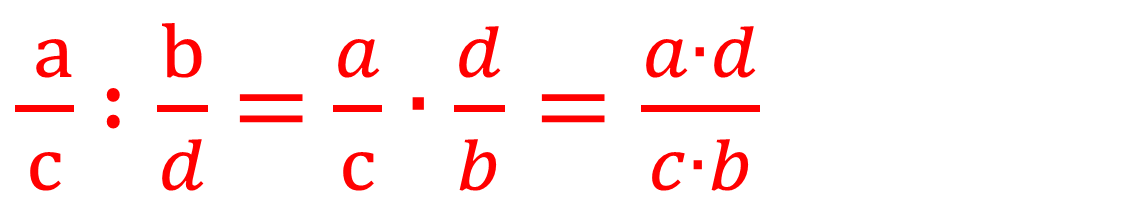 a/c : b/d = a/c · d/b = a·d/c·b